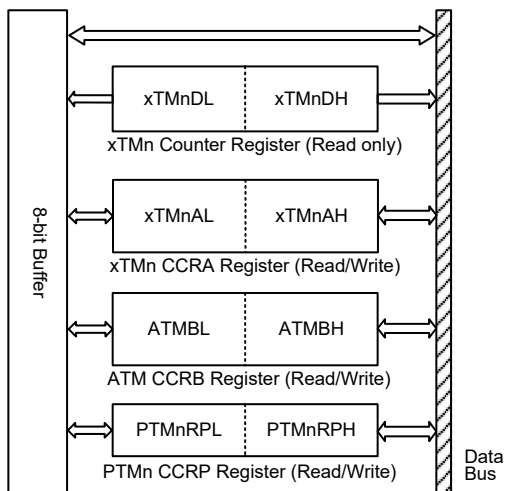 8-bit Buffer
xTMnDL xTMnDH
xTMn Counter Register (Read only)
xTMnAL xTMnAH
xTMn CCRA Register (Read/Write)
ATMBL ATMBH
ATM CCRB Register (Read/Write)
PTMnRPL PTMnRPH
PTMn CCRP Register (Read/Write)
Data
Bus